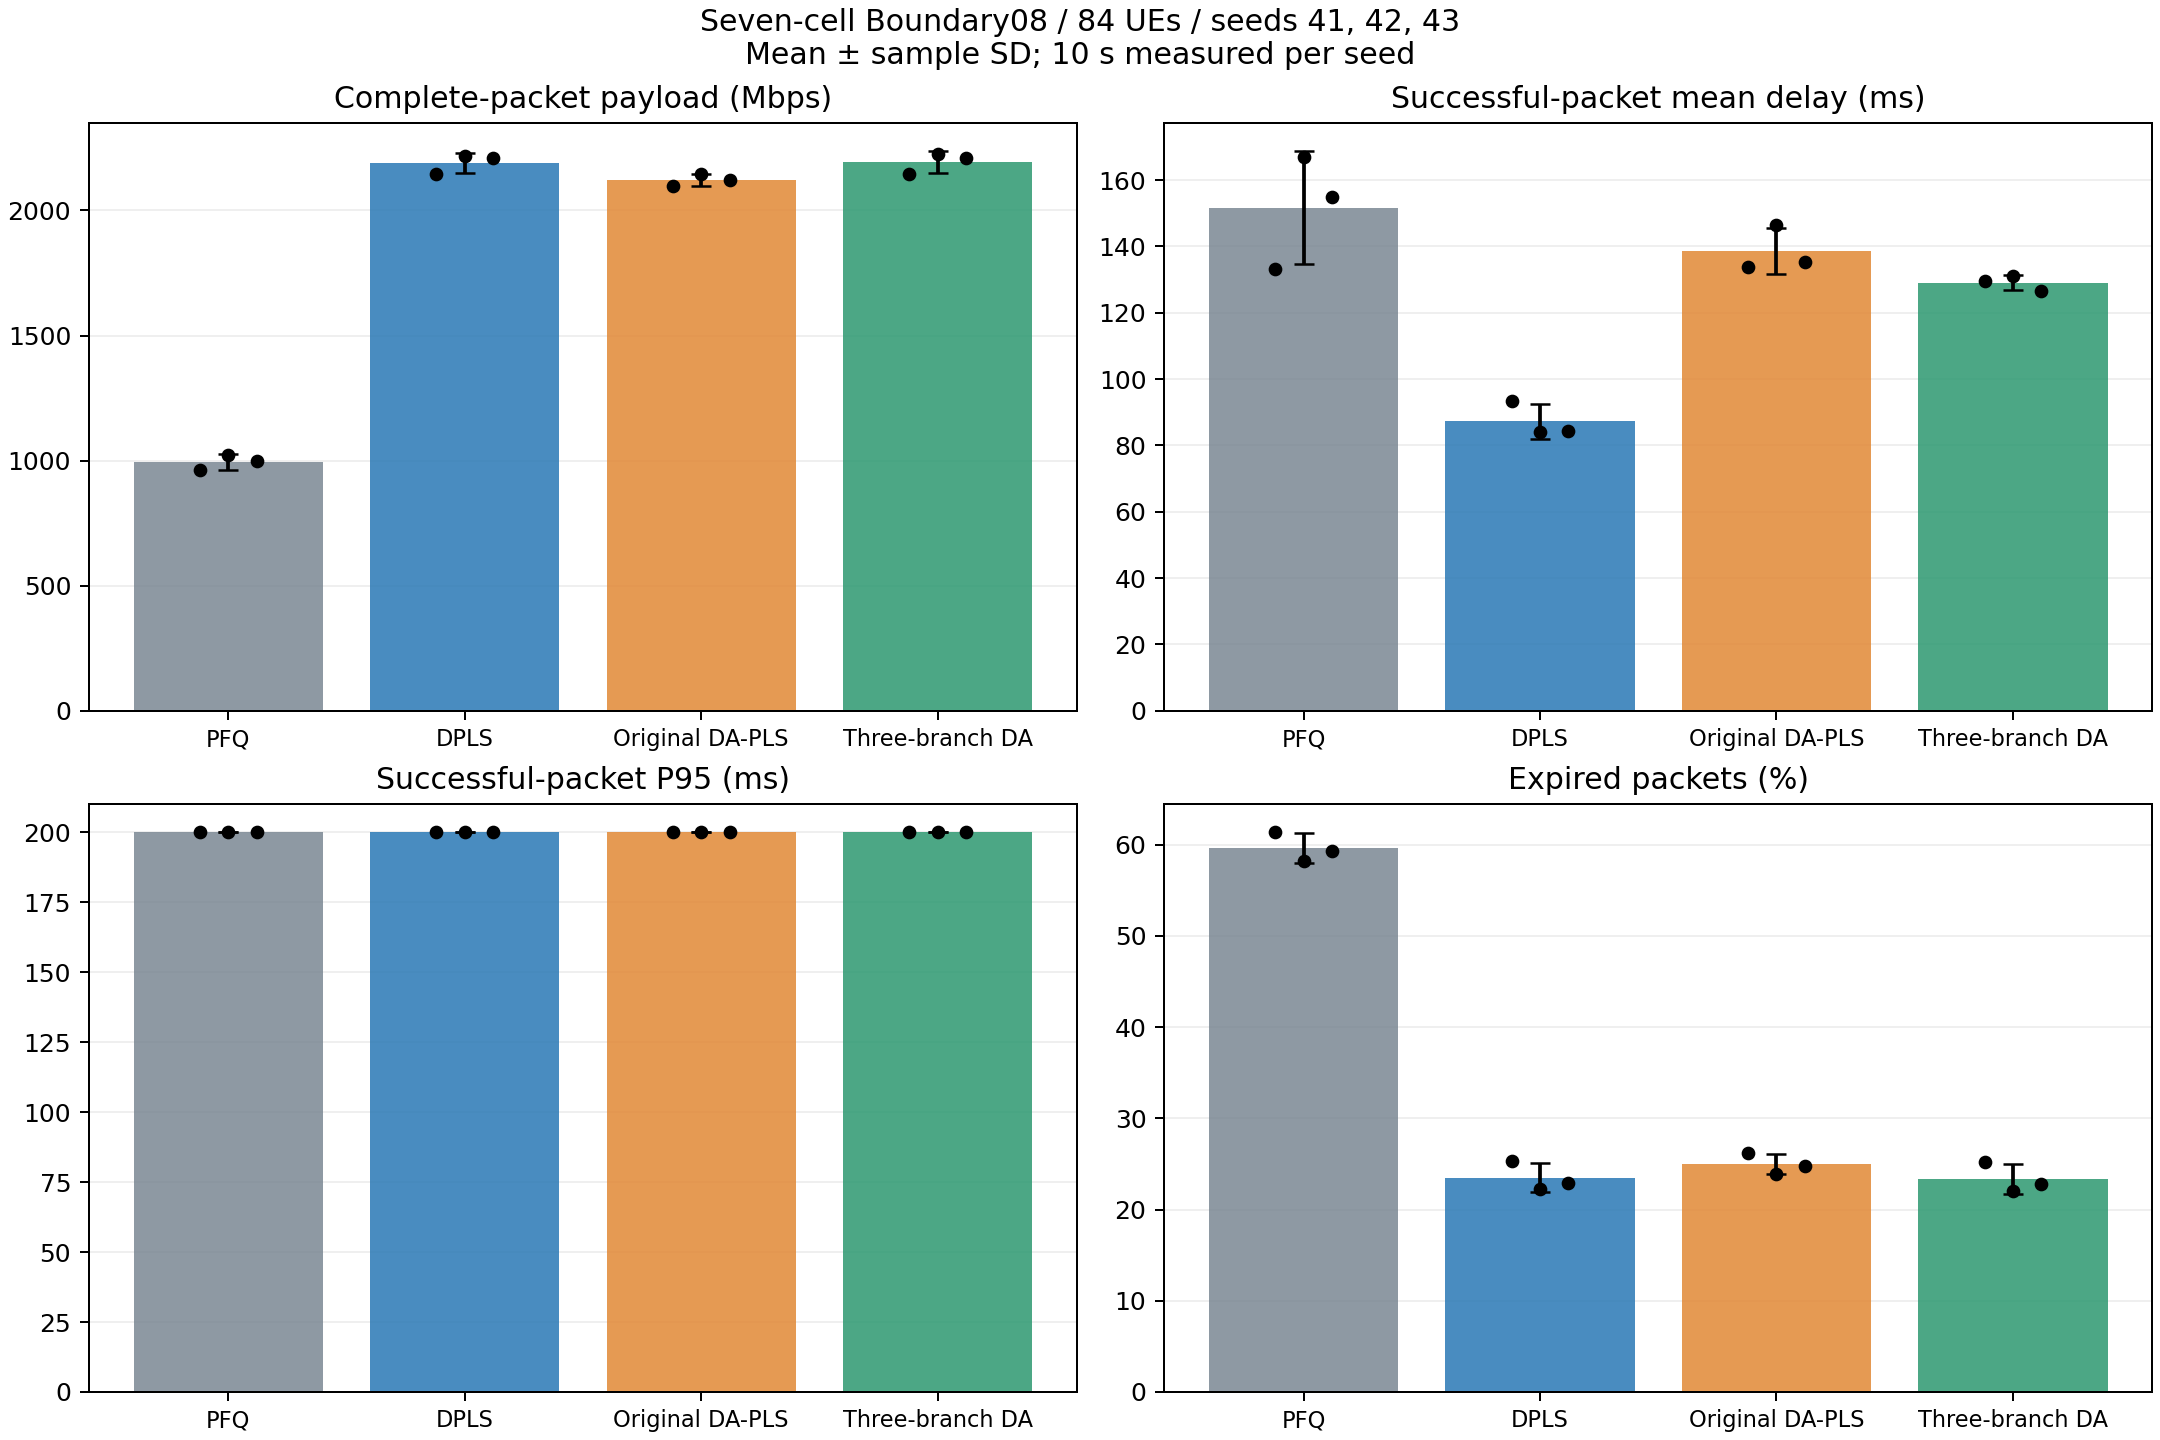 Seven-cell Boundary08 / 84 UEs / seeds 41, 42, 43
Mean ± sample SD; 10 s measured per seed
Complete-packet payload (Mbps)
2000
1500
1000
500
0
PFQ
DPLS
Original DA-PLS
Three-branch DA
Successful-packet mean delay (ms)
160
140
120
100
80
60
40
20
0
PFQ
DPLS
Original DA-PLS
Three-branch DA
Successful-packet P95 (ms)
200
175
150
125
100
75
50
25
0
PFQ
DPLS
Original DA-PLS
Three-branch DA
Expired packets (%)
60
50
40
30
20
10
0
PFQ
DPLS
Original DA-PLS
Three-branch DA